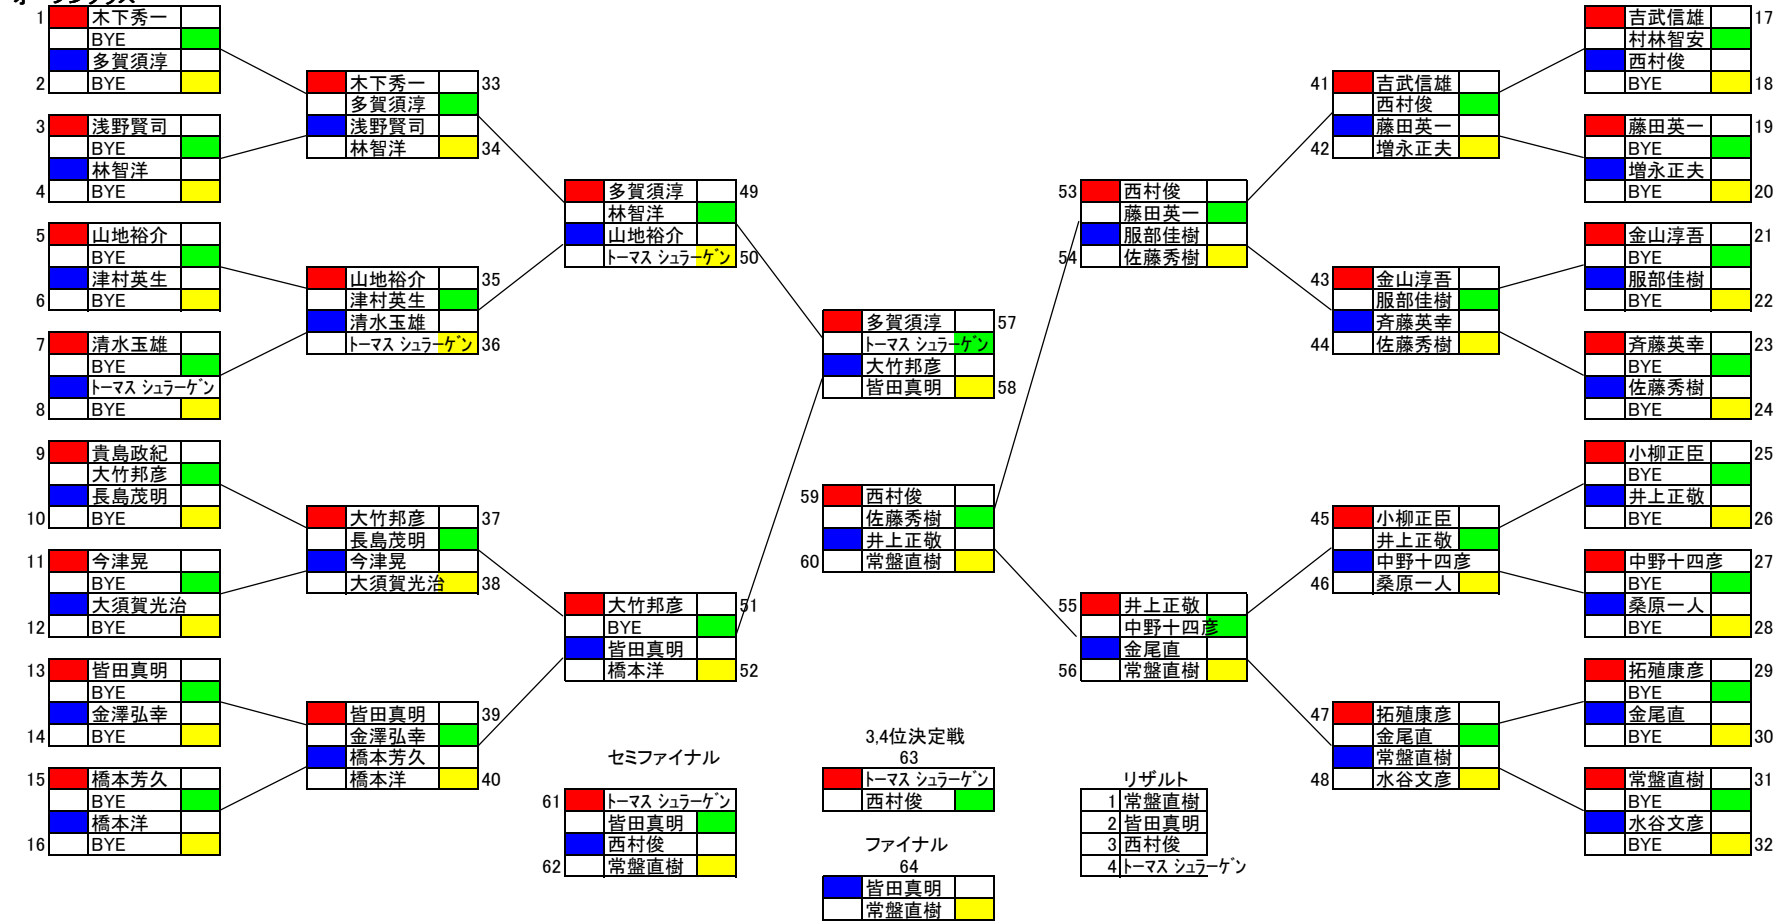 オープンクラス
1 木下秀一
BYE
多賀須淳
2 BYE
3 浅野賢司
BYE
林智洋
4 BYE
5 山地裕介
BYE
津村英生
6 BYE
7 清水玉雄
BYE
トーマス シュラーゲン
8 BYE
9 貴島政紀
大竹邦彦
長島茂明
10 BYE
11 今津晃
BYE
大須賀光治
12 BYE
13 皆田真明
BYE
金澤弘幸
14 BYE
15 橋本芳久
BYE
橋本洋
16 BYE
木下秀一 33
多賀須淳
浅野賢司
林智洋 34
山地裕介 35
津村英生
清水玉雄
トーマス シュラーゲン 36
大竹邦彦 37
長島茂明
今津晃
大須賀光治 38
皆田真明 39
金澤弘幸
橋本芳久
橋本洋 40
多賀須淳 49
林智洋
山地裕介
トーマス シュラーゲン 50
大竹邦彦 51
BYE
皆田真明
橋本洋 52
多賀須淳 57
トーマス シュラーゲン
大竹邦彦
皆田真明 58
59 西村俊
佐藤秀樹
井上正敬
60 常盤直樹
セミファイナル
61 トーマス シュラーゲン
皆田真明
西村俊
62 常盤直樹
3,4位決定戦
63
トーマス シュラーゲン
西村俊
ファイナル
64
皆田真明
常盤直樹
リザルト
1 常盤直樹
2 皆田真明
3 西村俊
4 トーマス シュラーゲン
53 西村俊
藤田英一
服部佳樹
54 佐藤秀樹
55 井上正敬
中野十四彦
金尾直
56 常盤直樹
41 吉武信雄
西村俊
藤田英一
42 増永正夫
43 金山淳吾
服部佳樹
斉藤英幸
44 佐藤秀樹
45 小柳正臣
井上正敬
中野十四彦
46 桑原一人
47 拓殖康彦
金尾直
常盤直樹
48 水谷文彦
吉武信雄 17
村林智安
西村俊
BYE 18
藤田英一 19
BYE
増永正夫
BYE 20
金山淳吾 21
BYE
服部佳樹
BYE 22
斉藤英幸 23
BYE
佐藤秀樹
BYE 24
小柳正臣 25
BYE
井上正敬
BYE 26
中野十四彦 27
BYE
桑原一人
BYE 28
拓殖康彦 29
BYE
金尾直
BYE 30
常盤直樹 31
BYE
水谷文彦
BYE 32